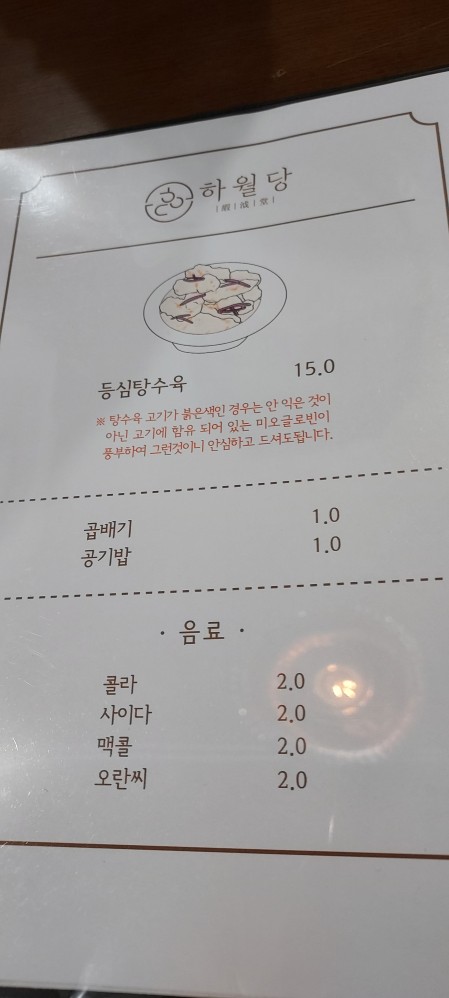 하월당
등심탕수육 15.0
※ 탕수육 고기가 붉은색인 경우는 안 익은 것이
아닌 고기에 함유 되어 있는 미오글로빈이
풍부하여 그런것이니 안심하고 드셔도됩니다.
곱배기 1.0
공기밥 1.0
· 음료 ·
콜라 2.0
사이다 2.0
맥콜 2.0
오란씨 2.0